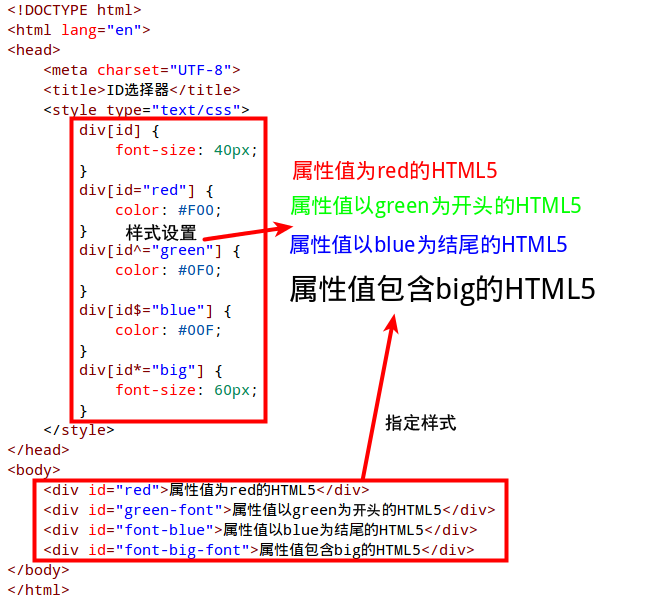 <!DOCTYPE html>
<html lang="en">
<head>
    <meta charset="UTF-8">
    <title>ID选择器</title>
    <style type="text/css">
        div[id] {
            font-size: 40px;
        }
        div[id="red"] {
            color: #F00;
        }
        div[id^="green"] {
            color: #0F0;
        }
        div[id$="blue"] {
            color: #00F;
        }
        div[id*="big"] {
            font-size: 60px;
        }
    </style>
</head>
<body>
    <div id="red">属性值为red的HTML5</div>
    <div id="green-font">属性值以green为开头的HTML5</div>
    <div id="font-blue">属性值以blue为结尾的HTML5</div>
    <div id="font-big-font">属性值包含big的HTML5</div>
</body>
</html>
样式设置
属性值为red的HTML5
属性值以green为开头的HTML5
属性值以blue为结尾的HTML5
属性值包含big的HTML5
指定样式